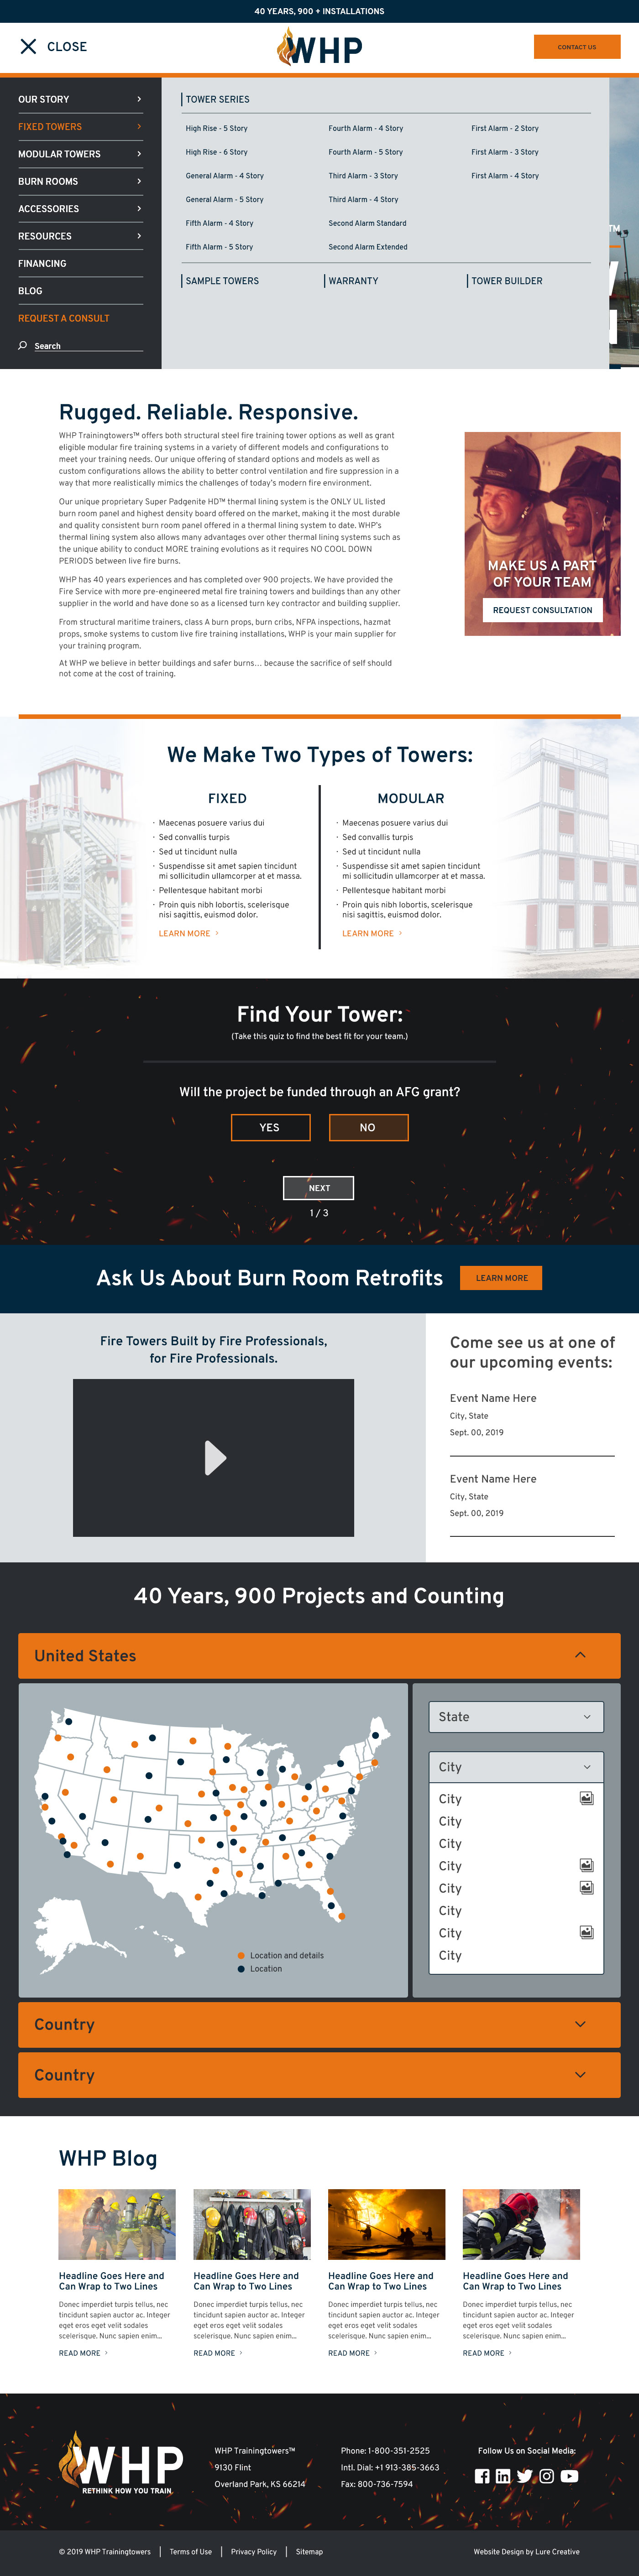 40 YEARS, 900 + INSTALLATIONS
CLOSE
WHP
CONTACT US
OUR STORY
FIXED TOWERS
MODULAR TOWERS
BURN ROOMS
ACCESSORIES
RESOURCES
FINANCING
BLOG
REQUEST A CONSULT
Search
TOWER SERIES
High Rise - 5 Story
High Rise - 6 Story
General Alarm - 4 Story
General Alarm - 5 Story
Fifth Alarm - 4 Story
Fifth Alarm - 5 Story
Fourth Alarm - 4 Story
Fourth Alarm - 5 Story
Third Alarm - 3 Story
Third Alarm - 4 Story
Second Alarm Standard
Second Alarm Extended
First Alarm - 2 Story
First Alarm - 3 Story
First Alarm - 4 Story
SAMPLE TOWERS
WARRANTY
TOWER BUILDER
TM
Rugged. Reliable. Responsive.
WHP Trainingtowers™ offers both structural steel fire training tower options as well as grant
eligible modular fire training systems in a variety of different models and configurations to
meet your training needs. Our unique offering of standard options and models as well as
custom configurations allows the ability to better control ventilation and fire suppression in a
way that more realistically mimics the challenges of today's modern fire environment.
Our unique proprietary Super Padgenite HD™ thermal lining system is the ONLY UL listed
burn room panel and highest density board offered on the market, making it the most durable
and quality consistent burn room panel offered in a thermal lining system to date. WHP's
thermal lining system also allows many advantages over other thermal lining systems such as
the unique ability to conduct MORE training evolutions as it requires NO COOL DOWN
PERIODS between live fire burns.
WHP has 40 years experiences and has completed over 900 projects. We have provided the
Fire Service with more pre-engineered metal fire training towers and buildings than any other
supplier in the world and have done so as a licensed turn key contractor and building supplier.
From structural maritime trainers, class A burn props, burn cribs, NFPA inspections, hazmat
props, smoke systems to custom live fire training installations, WHP is your main supplier for
your training program.
At WHP we believe in better buildings and safer burns… because the sacrifice of self should
not come at the cost of training.
MAKE US A PART
OF YOUR TEAM
REQUEST CONSULTATION
We Make Two Types of Towers:
FIXED
· Maecenas posuere varius dui
· Sed convallis turpis
· Sed ut tincidunt nulla
· Suspendisse sit amet sapien tincidunt
mi sollicitudin ullamcorper at et massa.
· Pellentesque habitant morbi
· Proin quis nibh lobortis, scelerisque
nisi sagittis, euismod dolor.
LEARN MORE
MODULAR
· Maecenas posuere varius dui
· Sed convallis turpis
· Sed ut tincidunt nulla
· Suspendisse sit amet sapien tincidunt
mi sollicitudin ullamcorper at et massa.
· Pellentesque habitant morbi
· Proin quis nibh lobortis, scelerisque
nisi sagittis, euismod dolor.
LEARN MORE
Find Your Tower:
(Take this quiz to find the best fit for your team.)
Will the project be funded through an AFG grant?
YES
NO
NEXT
1 / 3
Ask Us About Burn Room Retrofits
LEARN MORE
Fire Towers Built by Fire Professionals,
for Fire Professionals.
Come see us at one of
our upcoming events:
Event Name Here
City, State
Sept. 00, 2019
Event Name Here
City, State
Sept. 00, 2019
40 Years, 900 Projects and Counting
United States
Location and details
Location
State
City
City
City
City
City
City
City
City
City
Country
Country
WHP Blog
Headline Goes Here and
Can Wrap to Two Lines
Donec imperdiet turpis tellus, nec
tincidunt sapien auctor ac. Integer
eget eros eget velit sodales
scelerisque. Nunc sapien enim...
READ MORE
Headline Goes Here and
Can Wrap to Two Lines
Donec imperdiet turpis tellus, nec
tincidunt sapien auctor ac. Integer
eget eros eget velit sodales
scelerisque. Nunc sapien enim...
READ MORE
Headline Goes Here and
Can Wrap to Two Lines
Donec imperdiet turpis tellus, nec
tincidunt sapien auctor ac. Integer
eget eros eget velit sodales
scelerisque. Nunc sapien enim...
READ MORE
Headline Goes Here and
Can Wrap to Two Lines
Donec imperdiet turpis tellus, nec
tincidunt sapien auctor ac. Integer
eget eros eget velit sodales
scelerisque. Nunc sapien enim...
READ MORE
WHP
RETHINK HOW YOU TRAIN.
WHP Trainingtowers™
9130 Flint
Overland Park, KS 66214
Phone: 1-800-351-2525
Intl. Dial: +1 913-385-3663
Fax: 800-736-7594
Follow Us on Social Media:
© 2019 WHP Trainingtowers
Terms of Use
Privacy Policy
Sitemap
Website Design by Lure Creative